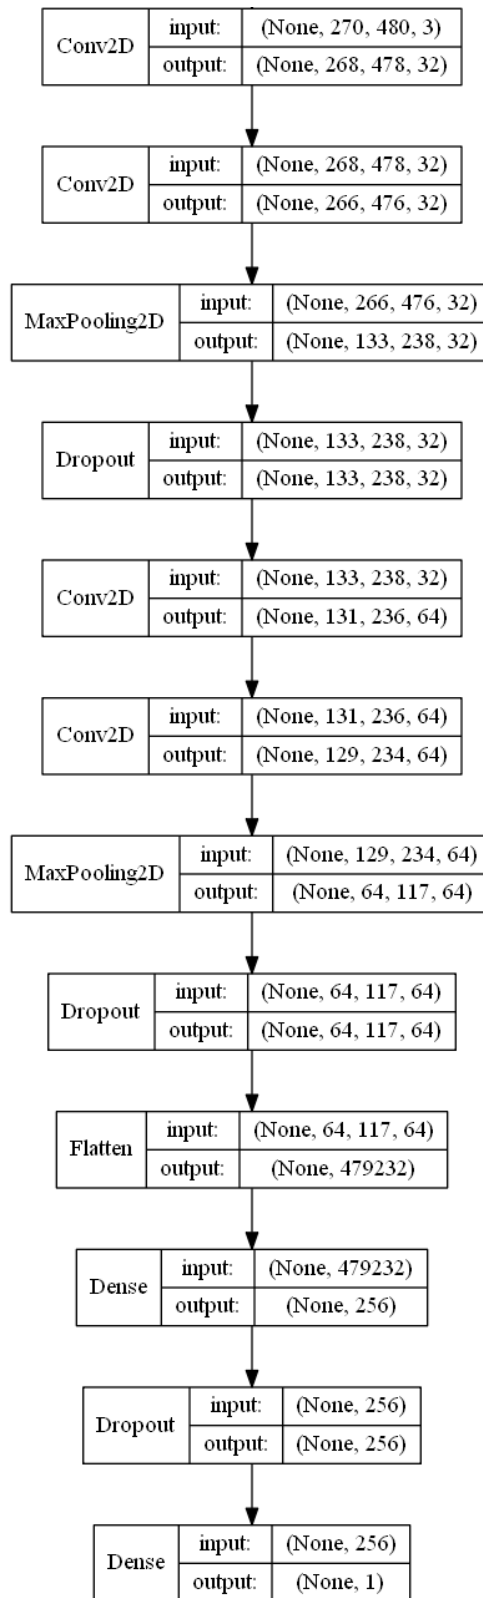 Conv2D input: (None, 270, 480, 3)
output: (None, 268, 478, 32)
Conv2D input: (None, 268, 478, 32)
output: (None, 266, 476, 32)
MaxPooling2D input: (None, 266, 476, 32)
output: (None, 133, 238, 32)
Dropout input: (None, 133, 238, 32)
output: (None, 133, 238, 32)
Conv2D input: (None, 133, 238, 32)
output: (None, 131, 236, 64)
Conv2D input: (None, 131, 236, 64)
output: (None, 129, 234, 64)
MaxPooling2D input: (None, 129, 234, 64)
output: (None, 64, 117, 64)
Dropout input: (None, 64, 117, 64)
output: (None, 64, 117, 64)
Flatten input: (None, 64, 117, 64)
output: (None, 479232)
Dense input: (None, 479232)
output: (None, 256)
Dropout input: (None, 256)
output: (None, 256)
Dense input: (None, 256)
output: (None, 1)